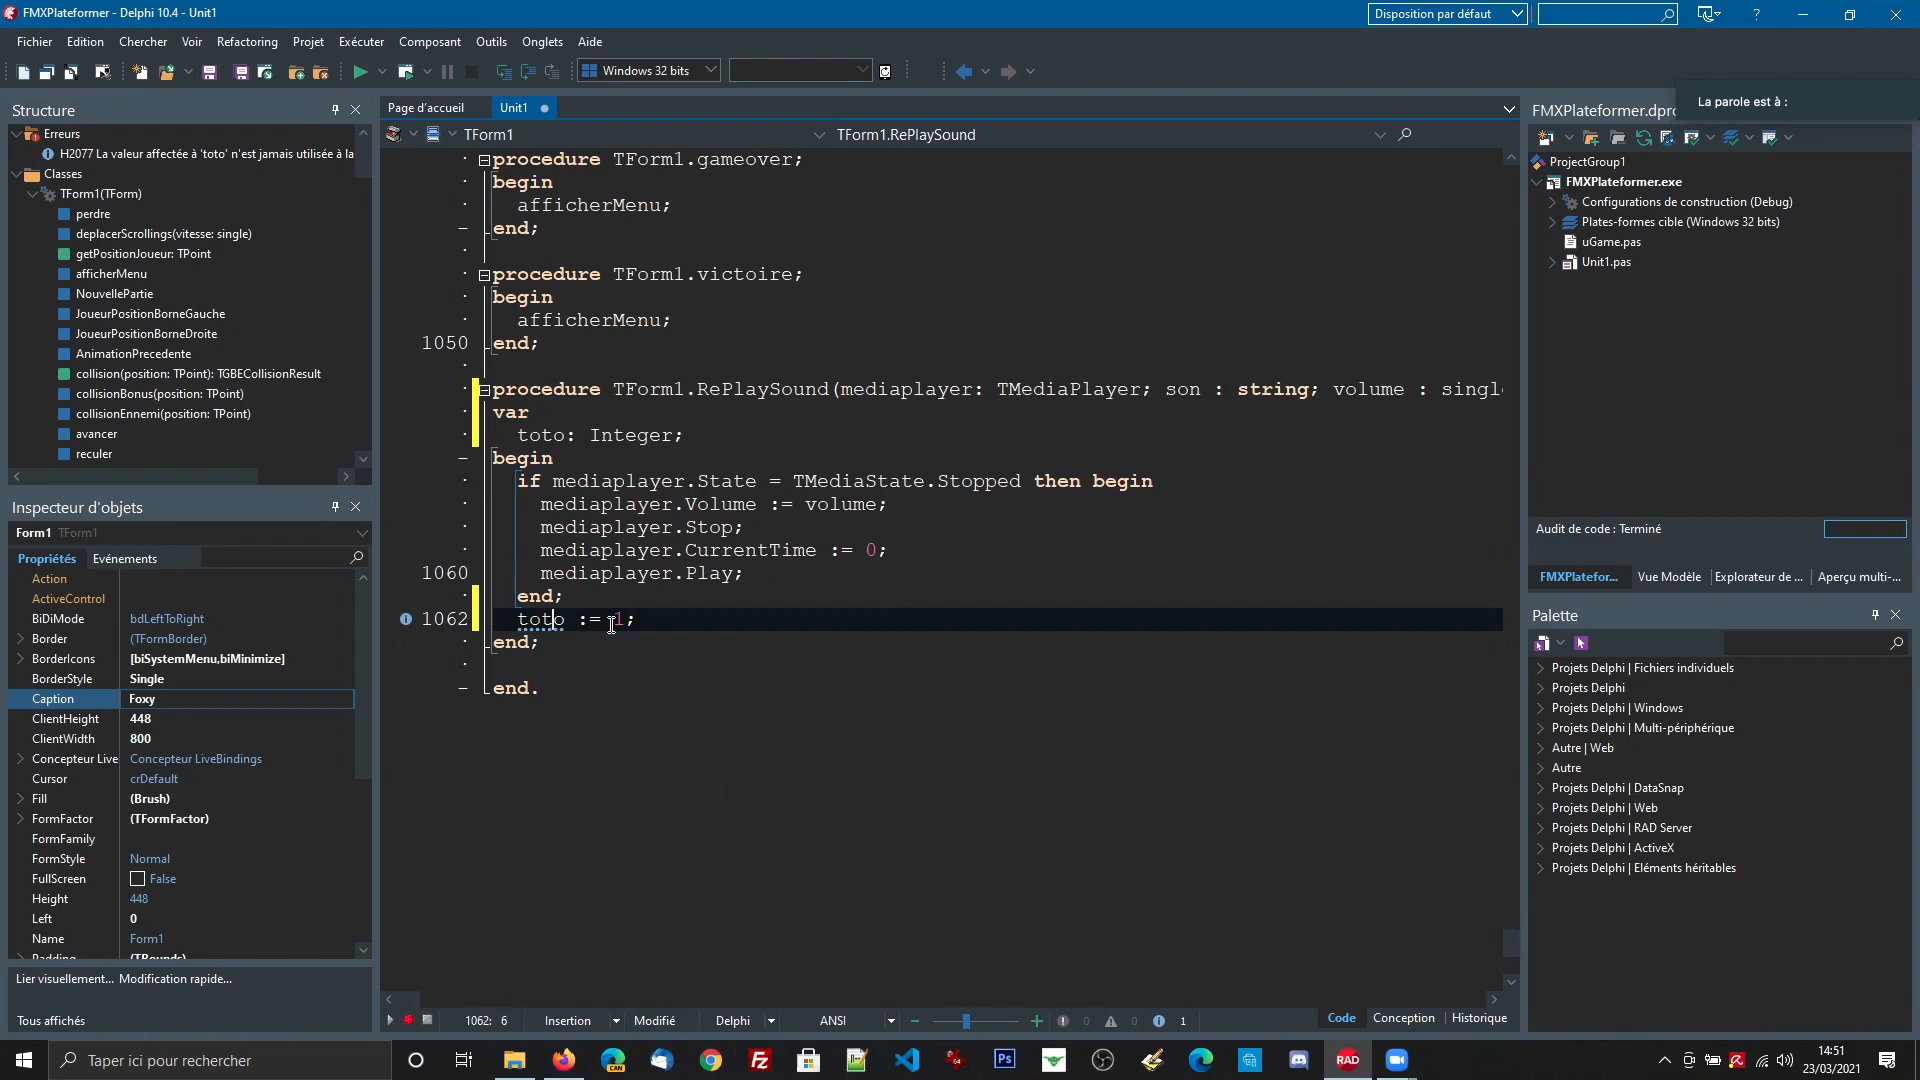 FMXPlateformer - Delphi 10.4 - Unit1
Disposition par défaut
?
Fichier Edition Chercher Voir Refactoring Projet Exécuter Composant Outils Onglets Aide
Windows 32 bits
Structure
Erreurs
H2077 La valeur affectée à 'toto' n'est jamais utilisée à la
Classes
TForm1(TForm)
perdre
deplacerScrollings(vitesse: single)
getPositionJoueur: TPoint
afficherMenu
NouvellePartie
JoueurPositionBorneGauche
JoueurPositionBorneDroite
AnimationPrecedente
collision(position: TPoint): TGBECollisionResult
collisionBonus(position: TPoint)
collisionEnnemi(position: TPoint)
avancer
reculer
Inspecteur d'objets
Form1 TForm1
Propriétés Evénements
Action
ActiveControl
BiDiMode bdLeftToRight
Border (TFormBorder)
BorderIcons [biSystemMenu,biMinimize]
BorderStyle Single
Caption Foxy
ClientHeight 448
ClientWidth 800
Concepteur Live Concepteur LiveBindings
Cursor crDefault
Fill (Brush)
FormFactor (TFormFactor)
FormFamily
FormStyle Normal
FullScreen False
Height 448
Left 0
Name Form1
Padding (TBounds)
Lier visuellement... Modification rapide...
Tous affichés
Page d'accueil Unit1
TForm1 TForm1.RePlaySound
procedure TForm1.gameover;
begin
afficherMenu;
end;
procedure TForm1.victoire;
begin
afficherMenu;
1050 end;
procedure TForm1.RePlaySound(mediaplayer: TMediaPlayer; son : string; volume : single
var
toto: Integer;
begin
if mediaplayer.State = TMediaState.Stopped then begin
mediaplayer.Volume := volume;
mediaplayer.Stop;
mediaplayer.CurrentTime := 0;
1060 mediaplayer.Play;
end;
1062 toto := 1;
end;
end.
1062: 6 Insertion Modifié Delphi ANSI 0 0 1 Code Conception Historique
FMXPlateformer.dproj
La parole est à :
ProjectGroup1
FMXPlateformer.exe
Configurations de construction (Debug)
Plates-formes cible (Windows 32 bits)
uGame.pas
Unit1.pas
Audit de code : Terminé
FMXPlatefor... Vue Modèle Explorateur de ... Aperçu multi-...
Palette
Projets Delphi | Fichiers individuels
Projets Delphi
Projets Delphi | Windows
Projets Delphi | Multi-périphérique
Autre | Web
Autre
Projets Delphi | DataSnap
Projets Delphi | Web
Projets Delphi | RAD Server
Projets Delphi | ActiveX
Projets Delphi | Eléments héritables
Taper ici pour rechercher
CAN
Fz
Ps
RAD
14:51
23/03/2021